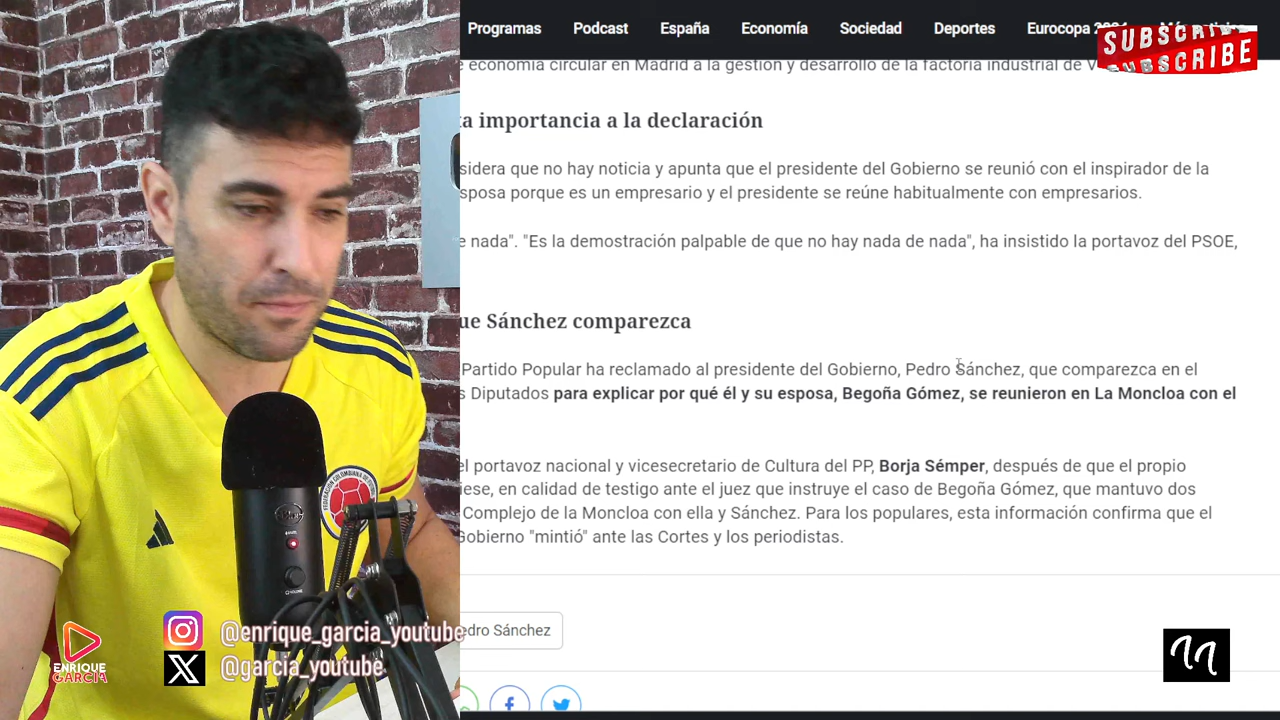 Programas Podcast España Economía Sociedad Deportes Eurocopa
SUBSCRIBE
SUBSCRIBE
economía circular en Madrid a la gestión y desarrollo de la factoría industrial de
importancia a la declaración
sidera que no hay noticia y apunta que el presidente del Gobierno se reunió con el inspirador de la
sposa porque es un empresario y el presidente se reúne habitualmente con empresarios.
e nada". "Es la demostración palpable de que no hay nada de nada", ha insistido la portavoz del PSOE,
ue Sánchez comparezca
Partido Popular ha reclamado al presidente del Gobierno, Pedro Sánchez, que comparezca en el
s Diputados para explicar por qué él y su esposa, Begoña Gómez, se reunieron en La Moncloa con el
el portavoz nacional y vicesecretario de Cultura del PP, Borja Sémper, después de que el propio
iese, en calidad de testigo ante el juez que instruye el caso de Begoña Gómez, que mantuvo dos
Complejo de la Moncloa con ella y Sánchez. Para los populares, esta información confirma que el
Gobierno "mintió" ante las Cortes y los periodistas.
edro Sánchez
@enrique_garcia_youtube
@garcia_youtube
ENRIQUE
GARCIA